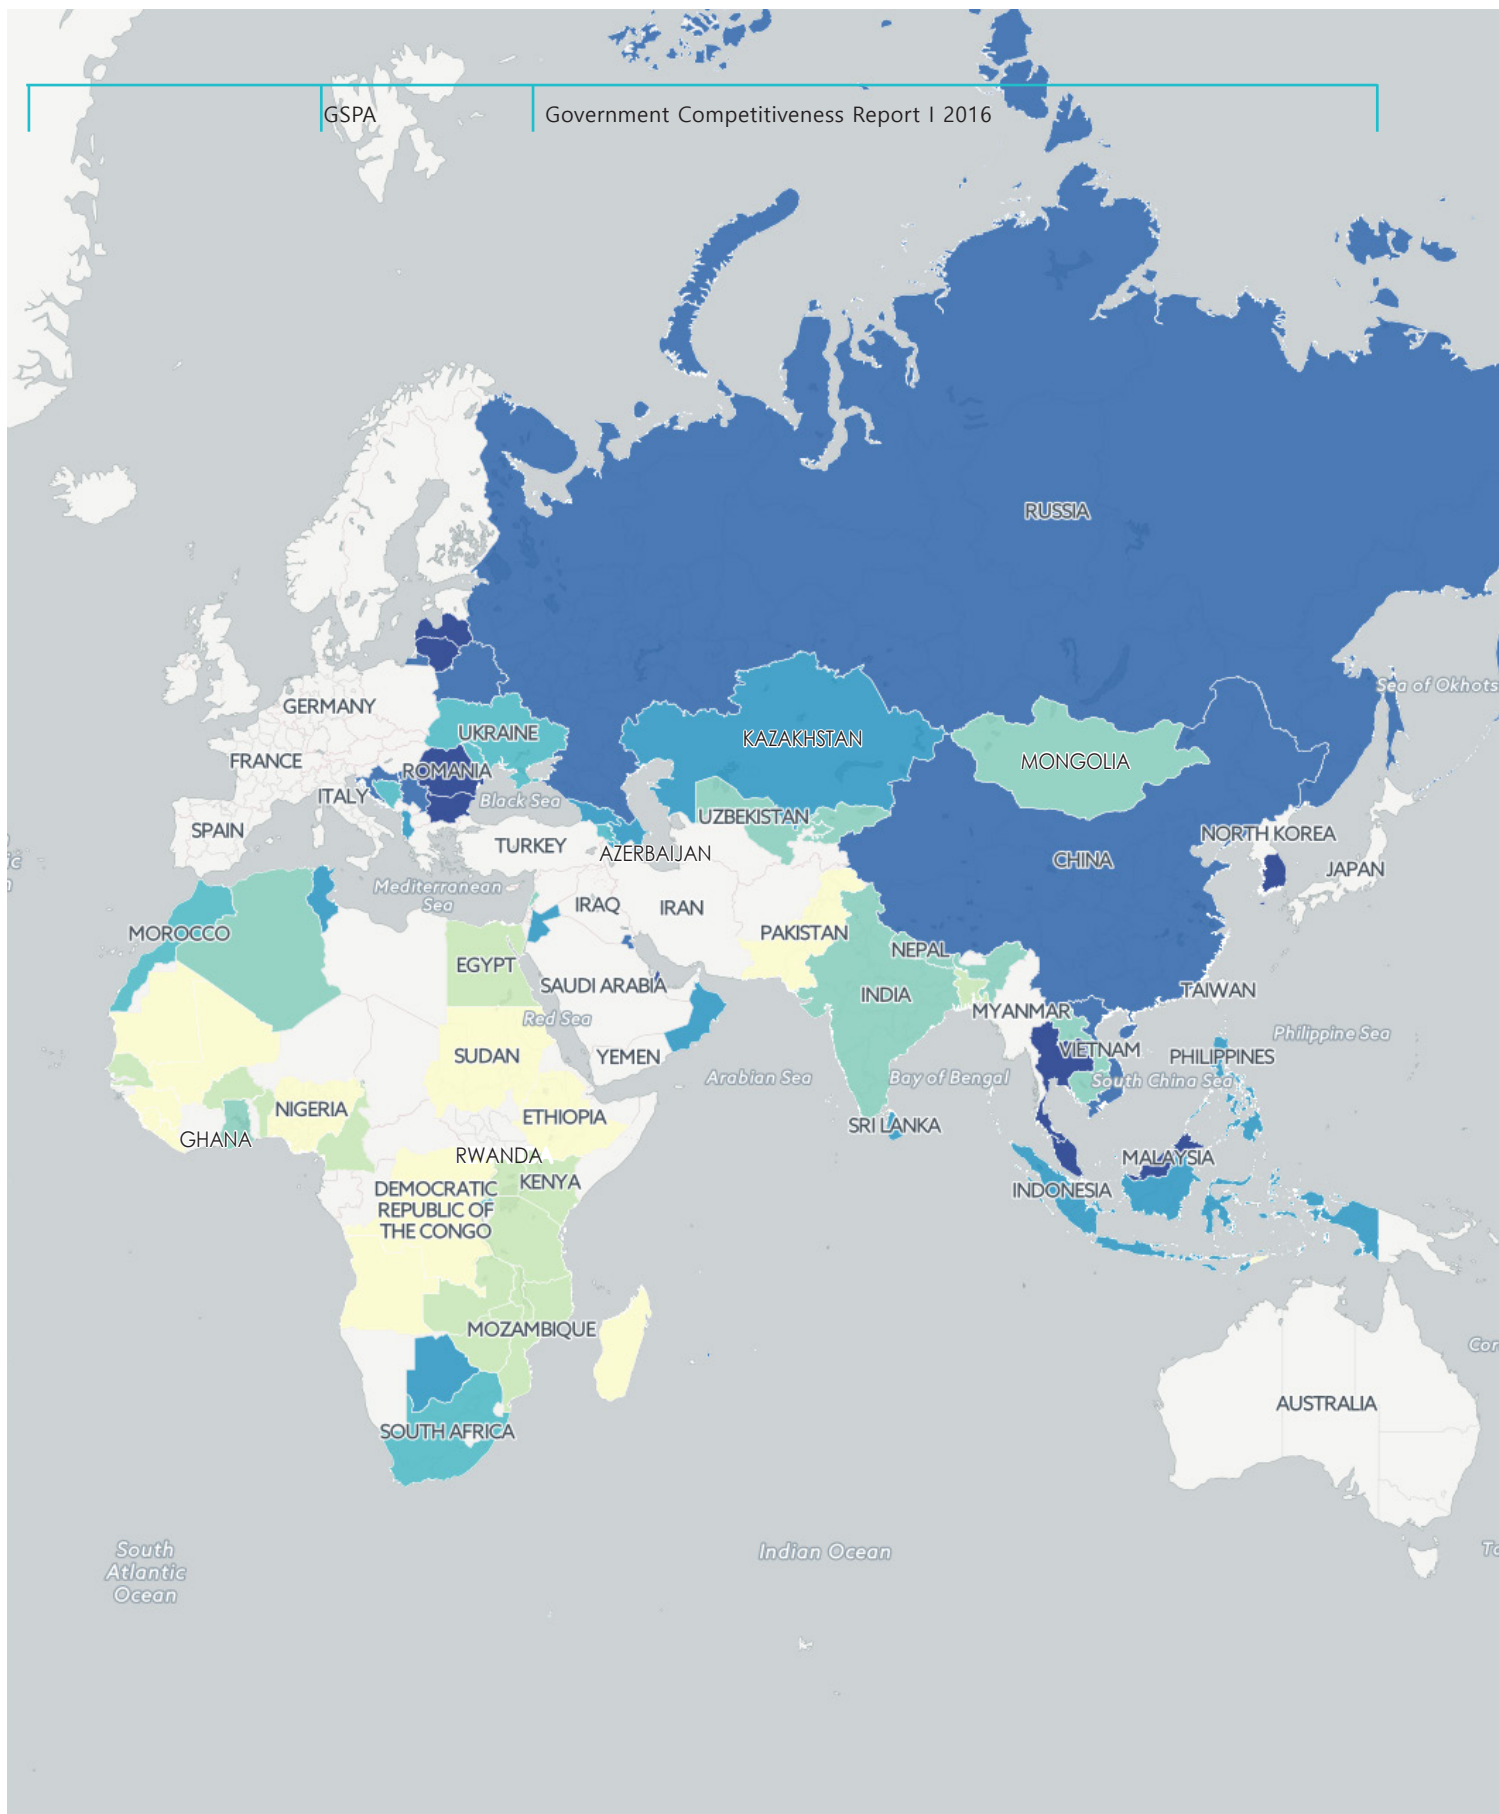 GSPA
Government Competitiveness Report I 2016
RUSSIA
Sea of Okhots
GERMANY
UKRAINE
KAZAKHSTAN
FRANCE
MONGOLIA
ROMANIA
ITALY
Black Sea
UZBEKISTAN
SPAIN
NORTH KOREA
TURKEY
AZERBAIJAN
CHINA
JAPAN
Mediterranean
Sea
IRAQ
IRAN
MOROCCO
PAKISTAN
NEPAL
EGYPT
SAUDI ARABIA
INDIA
TAIWAN
MYANMAR
Red Sea
Philippine Sea
SUDAN
YEMEN
VIETNAM
PHILIPPINES
Arabian Sea
Bay of Bengal
South China Sea
NIGERIA
ETHIOPIA
SRI LANKA
GHANA
RWANDA
MALAYSIA
KENYA
DEMOCRATIC
REPUBLIC OF
THE CONGO
INDONESIA
MOZAMBIQUE
Cor
AUSTRALIA
SOUTH AFRICA
South
Atlantic
Ocean
Indian Ocean